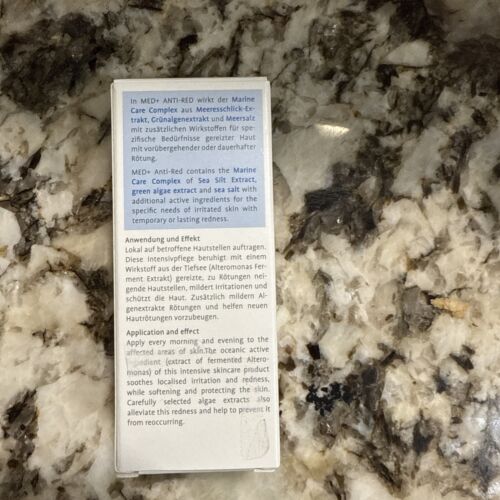 In MED+ ANTI-RED wirkt der Marine
Care Complex aus Meeresschlick-Ex-
trakt, Grünalgenextrakt und Meersalz
mit zusätzlichen Wirkstoffen für spe-
zifische Bedürfnisse gereizter Haut
mit vorübergehender oder dauerhafter
Rötung.
MED+ Anti-Red contains the Marine
Care Complex of Sea Silt Extract,
green algae extract and sea salt with
additional active ingredients for the
specific needs of irritated skin with
temporary or lasting redness.
Anwendung und Effekt
Lokal auf betroffene Hautstellen auftragen.
Diese Intensivpflege beruhigt mit einem
Wirkstoff aus der Tiefsee (Alteromonas Fer-
ment Extrakt) gereizte, zu Rötungen nei-
gende Hautstellen, mildert Irritationen und
schützt die Haut. Zusätzlich mildern Al-
genextrakte Rötungen und helfen neuen
Hautrötungen vorzubeugen.
Application and effect
Apply every morning and evening to the
affected areas of skin.The oceanic active
ingredient (extract of fermented Altero-
monas) of this intensive skincare product
soothes localised irritation and redness,
while softening and protecting the skin.
Carefully selected algae extracts also
alleviate this redness and help to prevent it
from reoccurring.